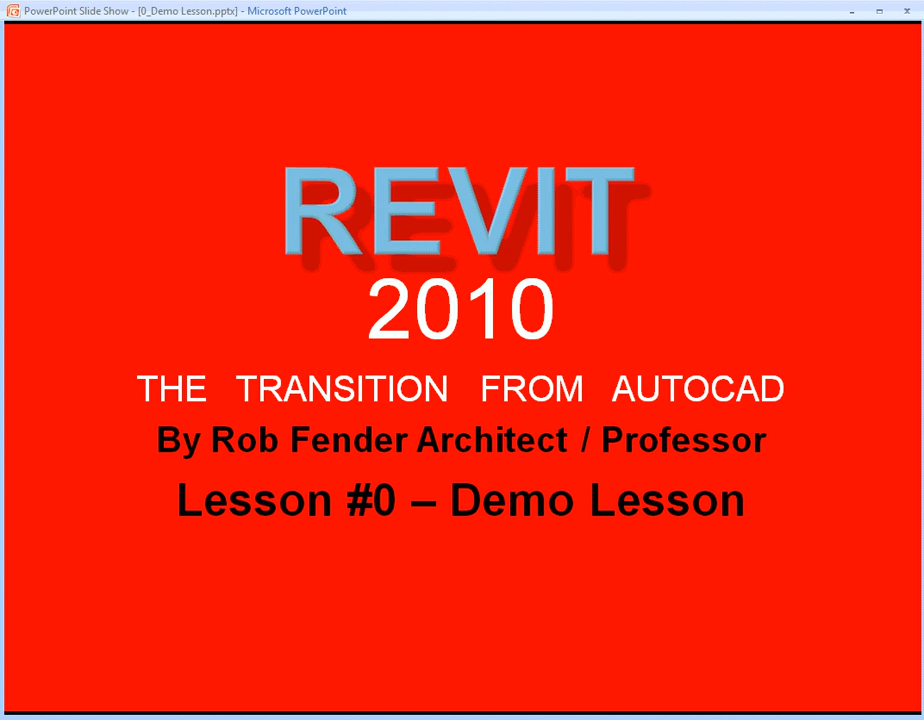 PowerPoint Slide Show - [0_Demo Lesson.pptx] - Microsoft PowerPoint
REVIT
2010
THE TRANSITION FROM AUTOCAD
By Rob Fender Architect / Professor
Lesson #0 – Demo Lesson